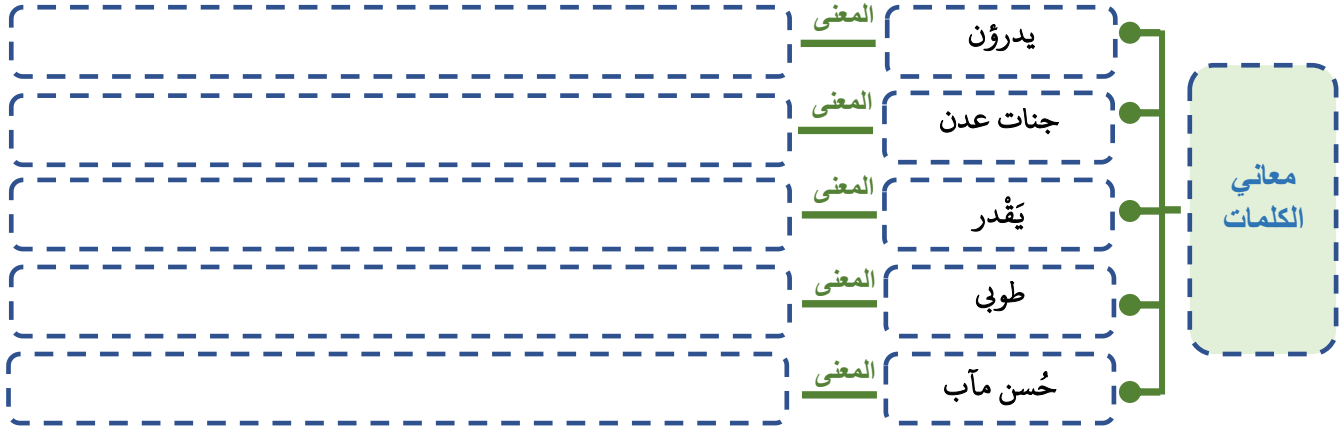 معاني
الكلمات
يدرؤن
المعنى
جنات عدن
المعنى
يَقْدر
المعنى
طوبى
المعنى
حُسن مآب
المعنى